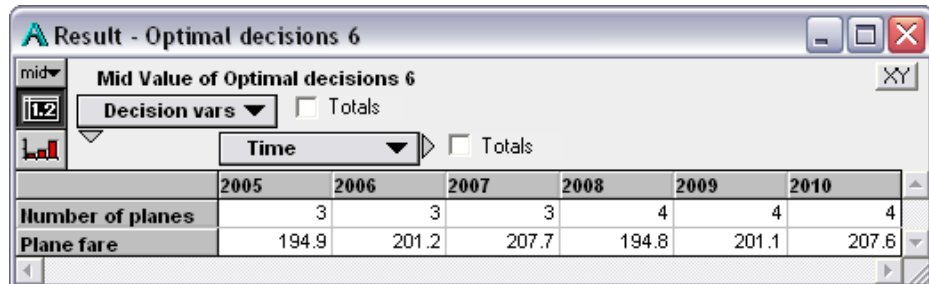 Result - Optimal decisions 6
mid
Mid Value of Optimal decisions 6
XY
1.2
Decision vars
Totals
Time
Totals
2005 2006 2007 2008 2009 2010
Number of planes 3 3 3 4 4 4
Plane fare 194.9 201.2 207.7 194.8 201.1 207.6